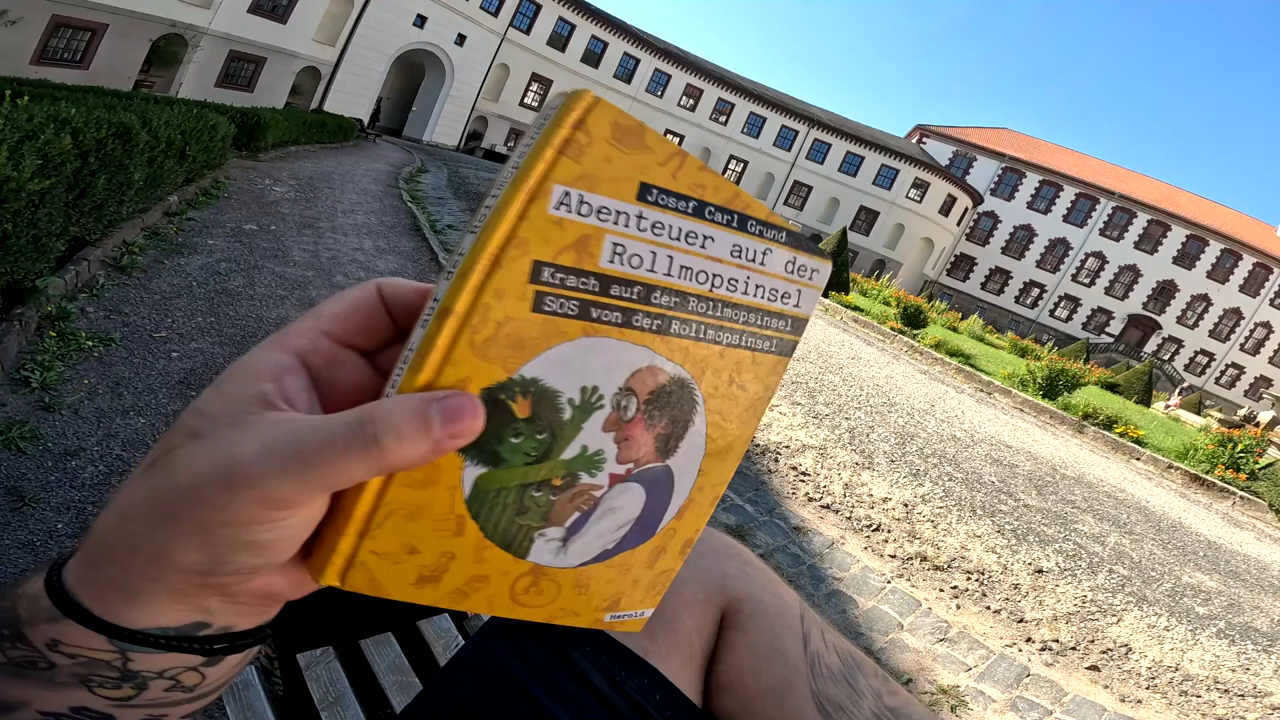 Josef Carl Grund
Abenteuer auf der
Rollmopsinsel
Krach auf der Rollmopsinsel
SOS von der Rollmopsinsel
Herold